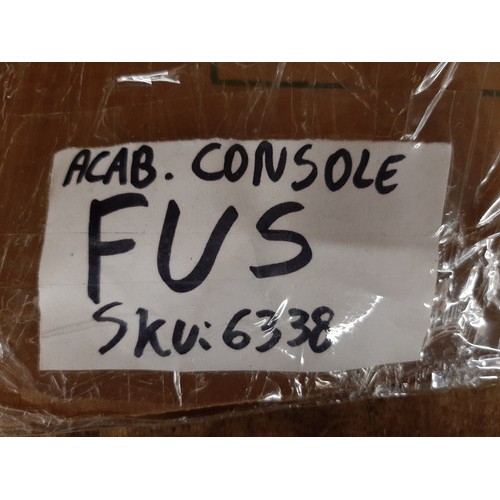 ACAB. CONSOLE
FUS
SKU: 6338